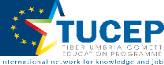 TUCEP
TIBER UMBRIA COMETT
EDUCATION PROGRAMME
international network for knowledge and job